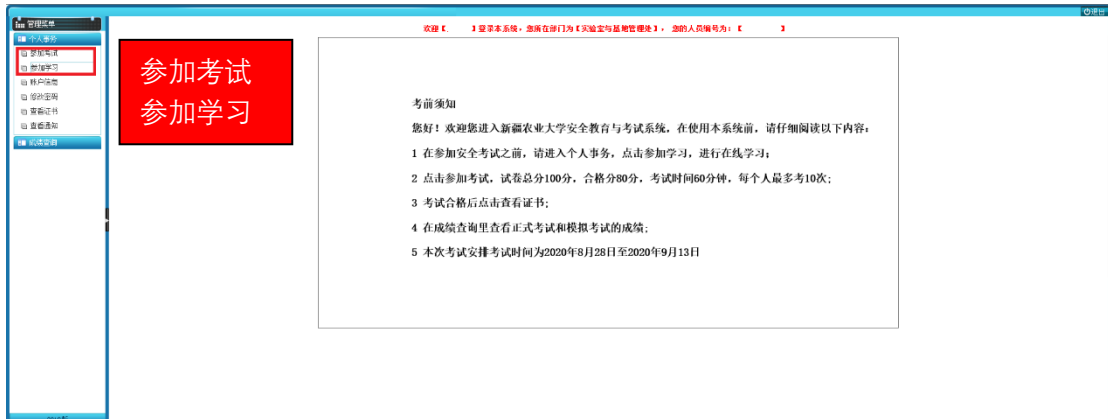 退出
管理菜单
欢迎【 】登录本系统，您所在部门为【实验室与基地管理处】， 您的人员编号为：【 】
个人事务
参加考试
参加学习
账户信息
修改密码
查看证书
查看通知
成绩查询
参加考试
参加学习
考前须知
您好！欢迎您进入新疆农业大学安全教育与考试系统，在使用本系统前，请仔细阅读以下内容：
1 在参加安全考试之前，请进入个人事务，点击参加学习，进行在线学习；
2 点击参加考试，试卷总分100分，合格分80分，考试时间60分钟，每个人最多考10次；
3 考试合格后点击查看证书；
4 在成绩查询里查看正式考试和模拟考试的成绩；
5 本次考试安排考试时间为2020年8月28日至2020年9月13日